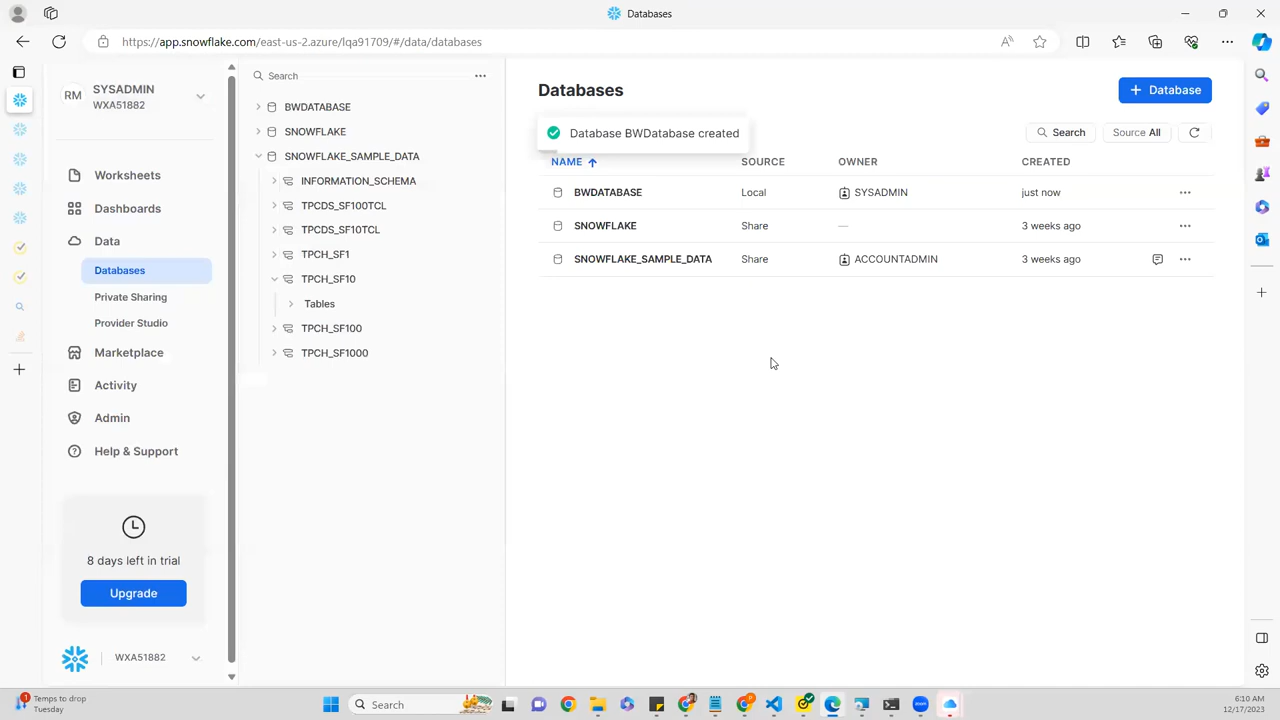 Databases
https://app.snowflake.com/east-us-2.azure/lqa91709/#/data/databases
RM
SYSADMIN
WXA51882
Worksheets
Dashboards
Data
Databases
Private Sharing
Provider Studio
Marketplace
Activity
Admin
Help & Support
8 days left in trial
Upgrade
WXA51882
Search
BWDATABASE
SNOWFLAKE
SNOWFLAKE_SAMPLE_DATA
INFORMATION_SCHEMA
TPCDS_SF100TCL
TPCDS_SF10TCL
TPCH_SF1
TPCH_SF10
Tables
TPCH_SF100
TPCH_SF1000
Databases
+ Database
Database BWDatabase created
Search
Source All
NAME SOURCE OWNER CREATED
BWDATABASE Local SYSADMIN just now
SNOWFLAKE Share — 3 weeks ago
SNOWFLAKE_SAMPLE_DATA Share ACCOUNTADMIN 3 weeks ago
1
Temps to drop
Tuesday
Search
6:10 AM
12/17/2023